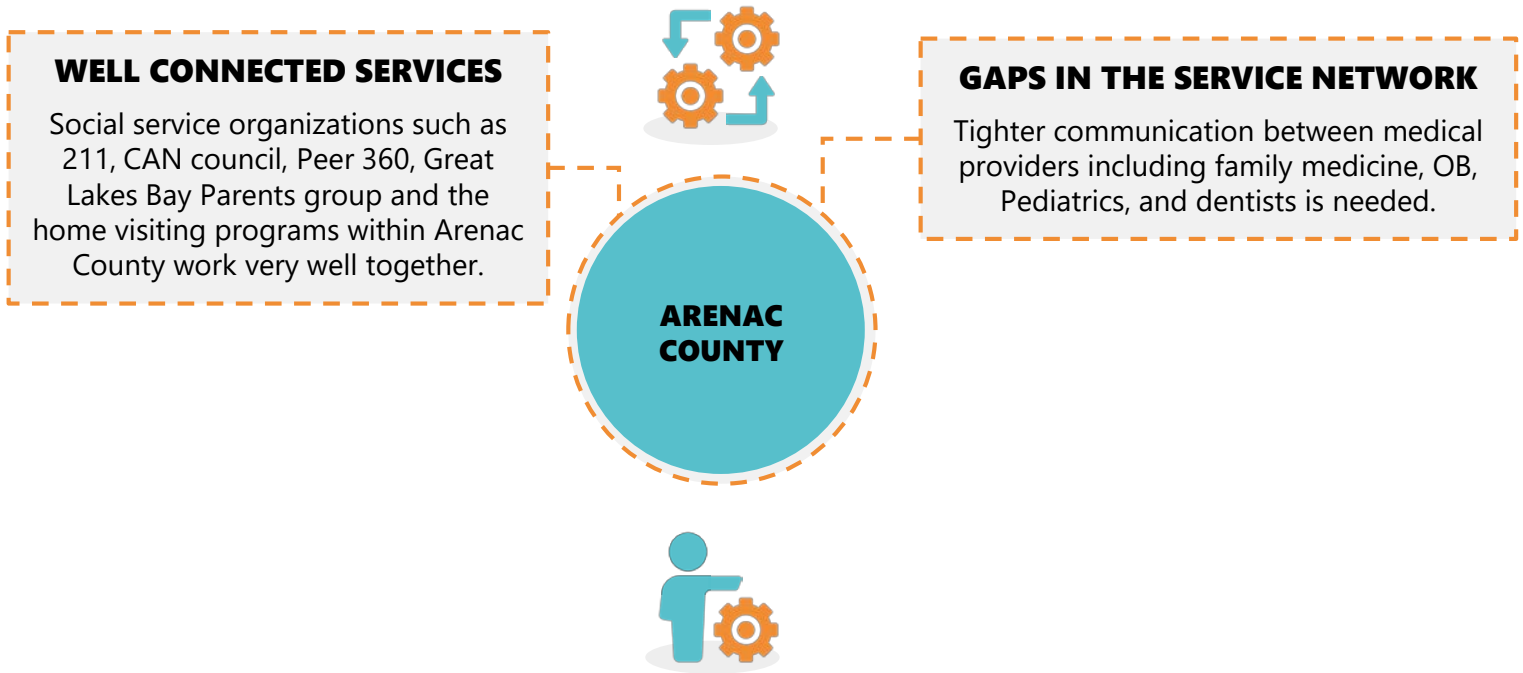 WELL CONNECTED SERVICES
Social service organizations such as
211, CAN council, Peer 360, Great
Lakes Bay Parents group and the
home visiting programs within Arenac
County work very well together.
GAPS IN THE SERVICE NETWORK
Tighter communication between medical
providers including family medicine, OB,
Pediatrics, and dentists is needed.
ARENAC
COUNTY